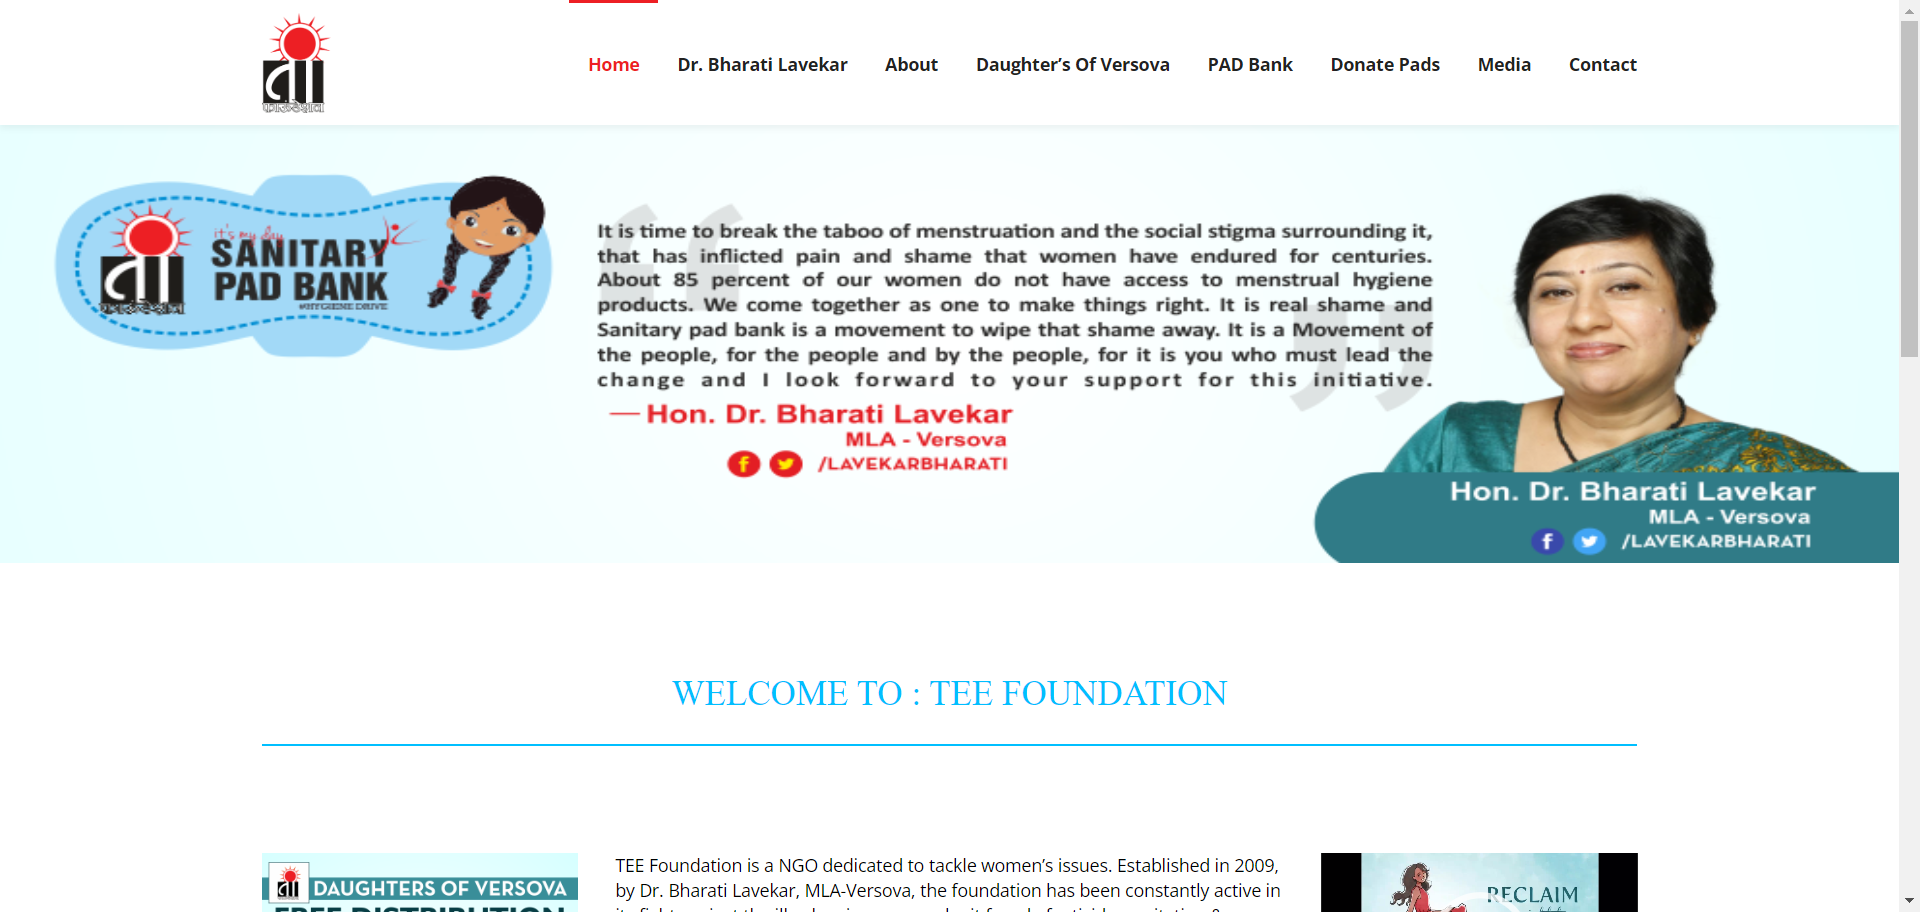 ती
फाऊंडेशन
Home Dr. Bharati Lavekar About Daughter’s Of Versova PAD Bank Donate Pads Media Contact
ती
फाऊंडेशन
it's my day
SANITARY
PAD BANK
#HYGIENE DRIVE
It is time to break the taboo of menstruation and the social stigma surrounding it,
that has inflicted pain and shame that women have endured for centuries.
About 85 percent of our women do not have access to menstrual hygiene
products. We come together as one to make things right. It is real shame and
Sanitary pad bank is a movement to wipe that shame away. It is a Movement of
the people, for the people and by the people, for it is you who must lead the
change and I look forward to your support for this initiative.
— Hon. Dr. Bharati Lavekar
MLA - Versova
/LAVEKARBHARATI
Hon. Dr. Bharati Lavekar
MLA - Versova
/LAVEKARBHARATI
WELCOME TO : TEE FOUNDATION
DAUGHTERS OF VERSOVA
FREE DISTRIBUTION
TEE Foundation is a NGO dedicated to tackle women’s issues. Established in 2009,
by Dr. Bharati Lavekar, MLA-Versova, the foundation has been constantly active in
RECLAIM